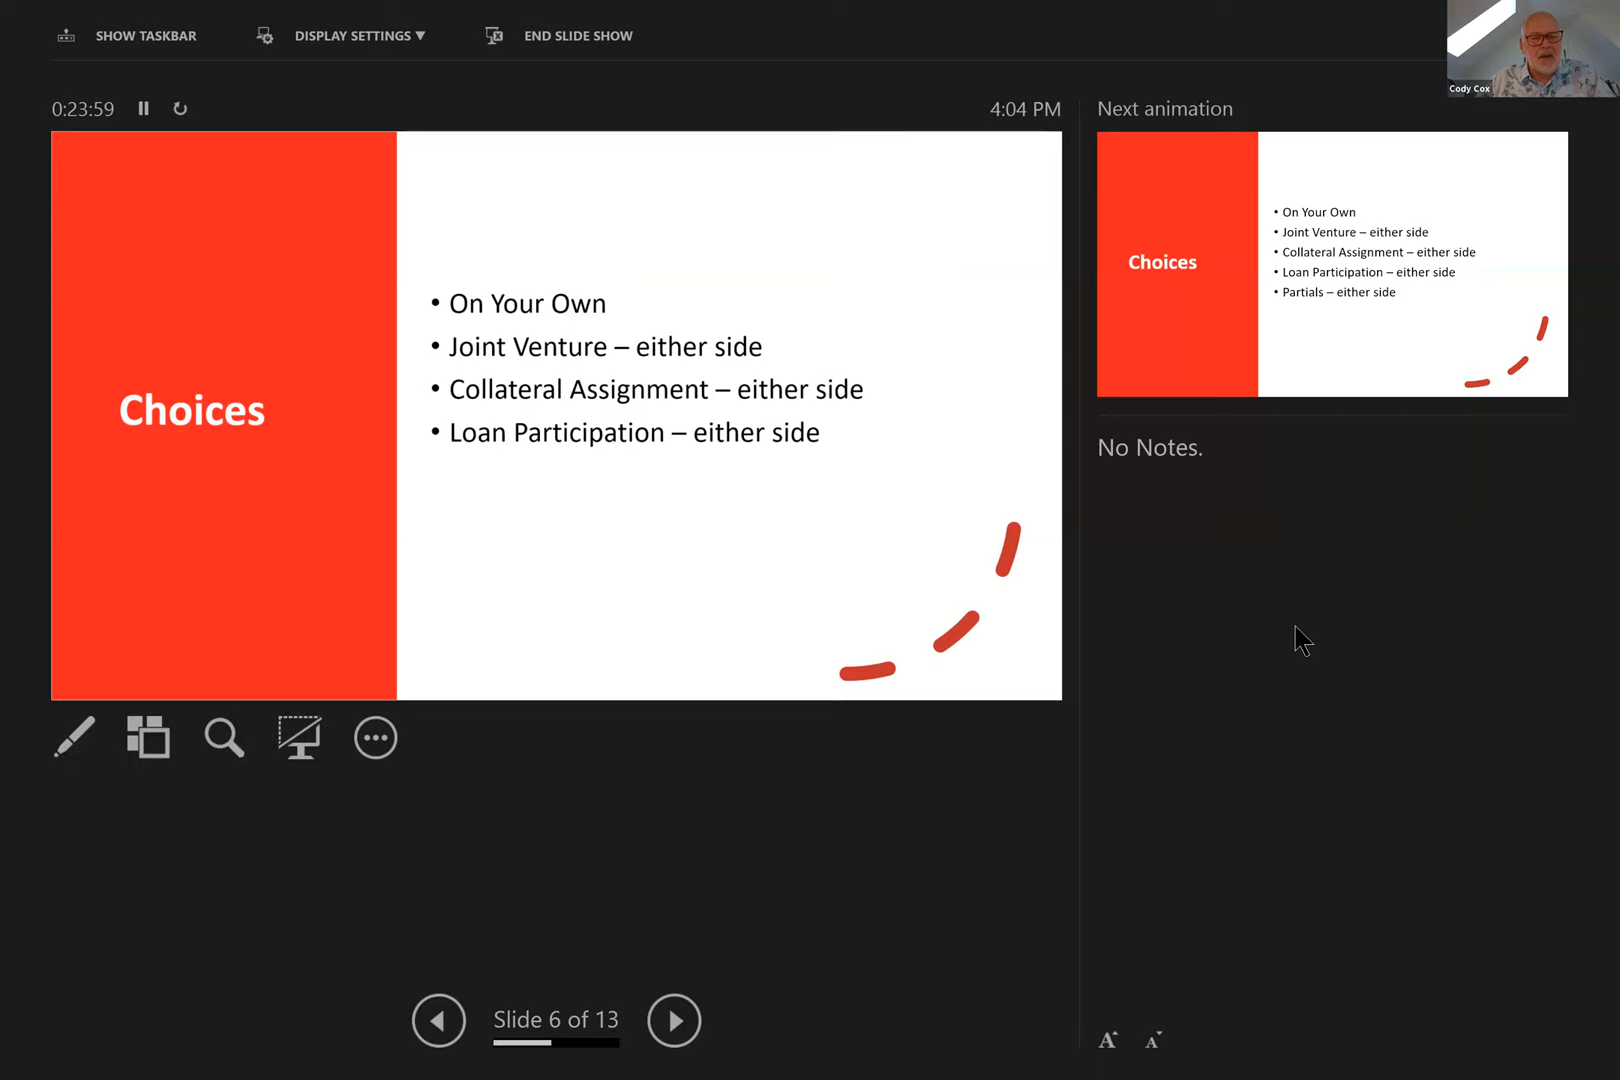 SHOW TASKBAR
DISPLAY SETTINGS ▼
END SLIDE SHOW
Cody Cox
0:23:59
4:04 PM
Next animation
Choices
• On Your Own
• Joint Venture – either side
• Collateral Assignment – either side
• Loan Participation – either side
Choices
• On Your Own
• Joint Venture – either side
• Collateral Assignment – either side
• Loan Participation – either side
• Partials – either side
No Notes.
Slide 6 of 13
A A